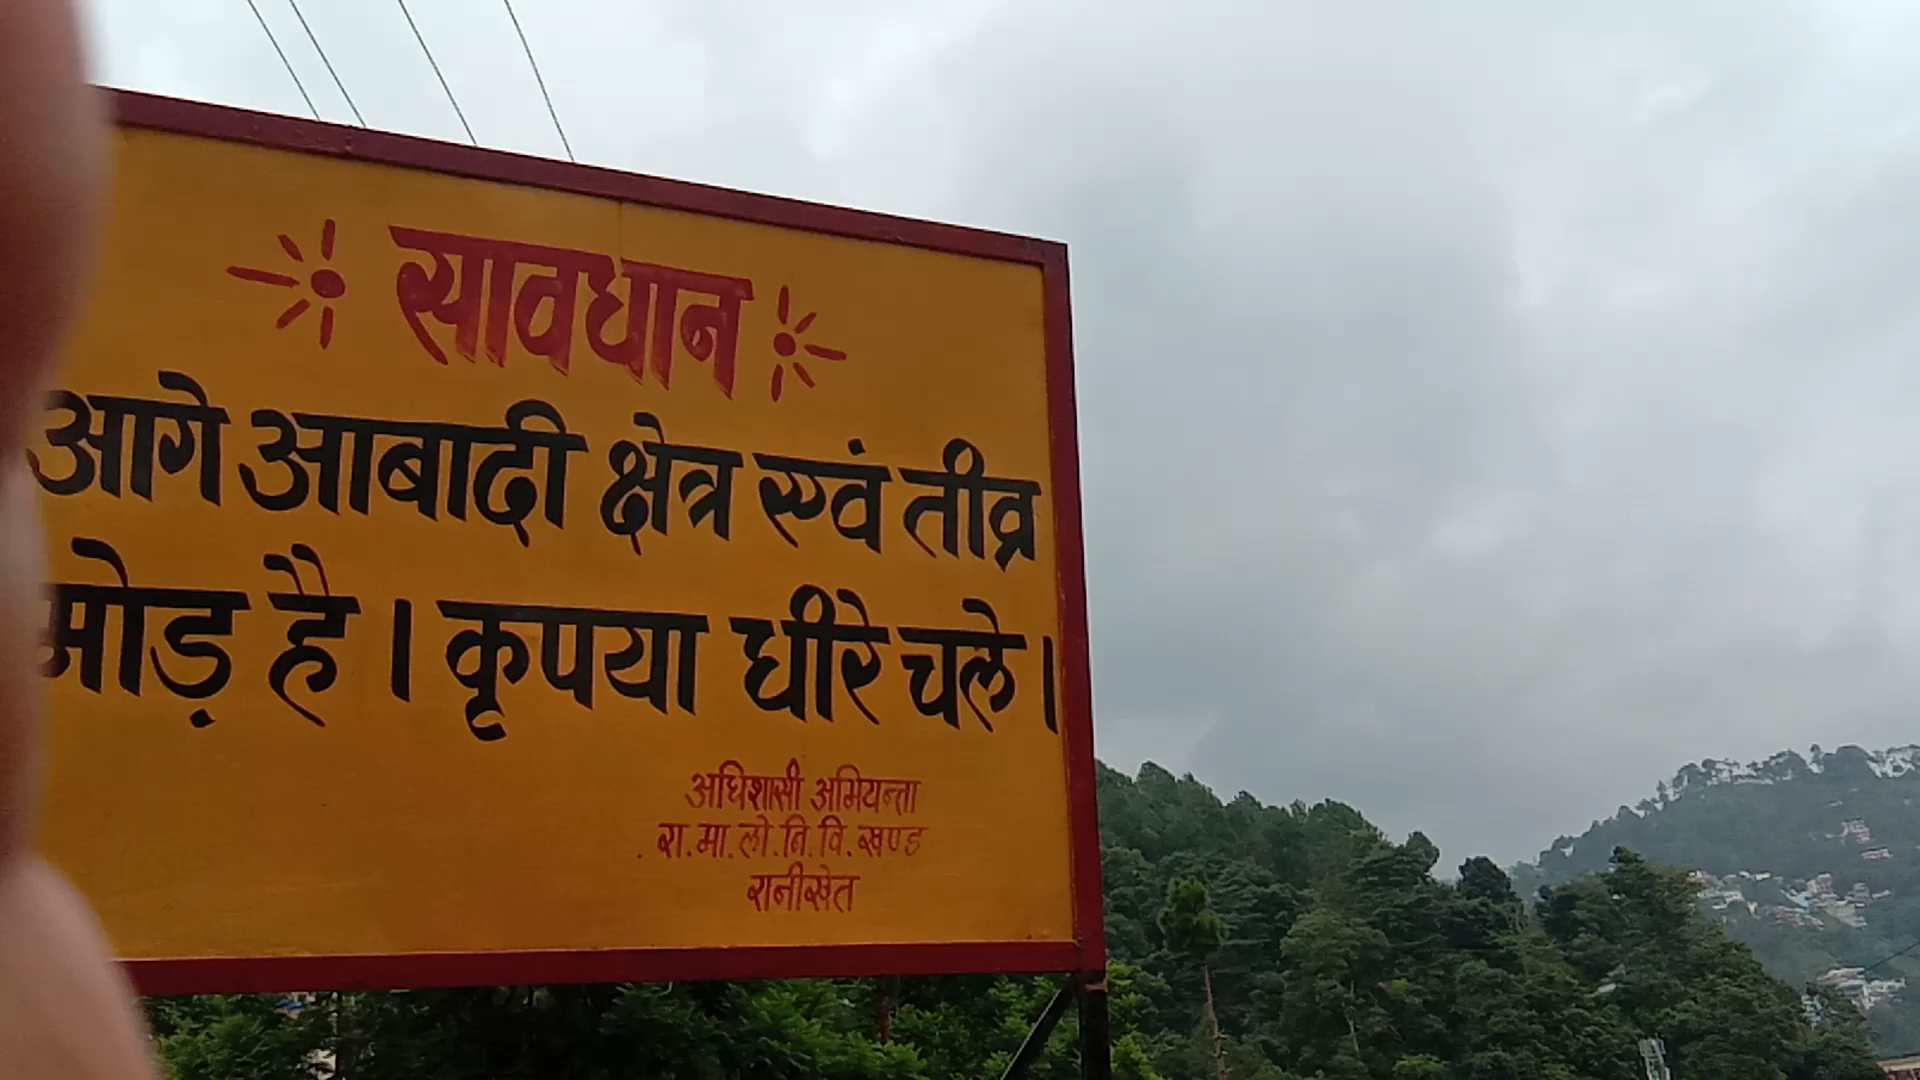 सावधान
आगे आबादी क्षेत्र एवं तीव्र
मोड़ है । कृपया धीरे चले ।
अधिशासी अभियन्ता
रा. मा. लो. नि. वि. खण्ड
रानीखेत